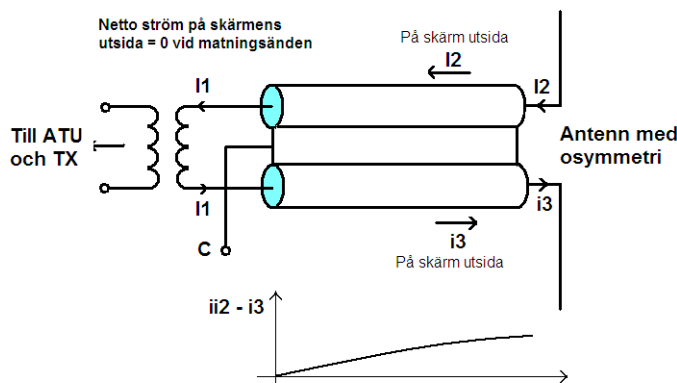 Netto ström på skärmens
utsida = 0 vid matningsänden
På skärm utsida
I2
I1
I2
Till ATU
och TX
Antenn med
osymmetri
I1
i3
C
i3
På skärm utsida
ii2 - i3